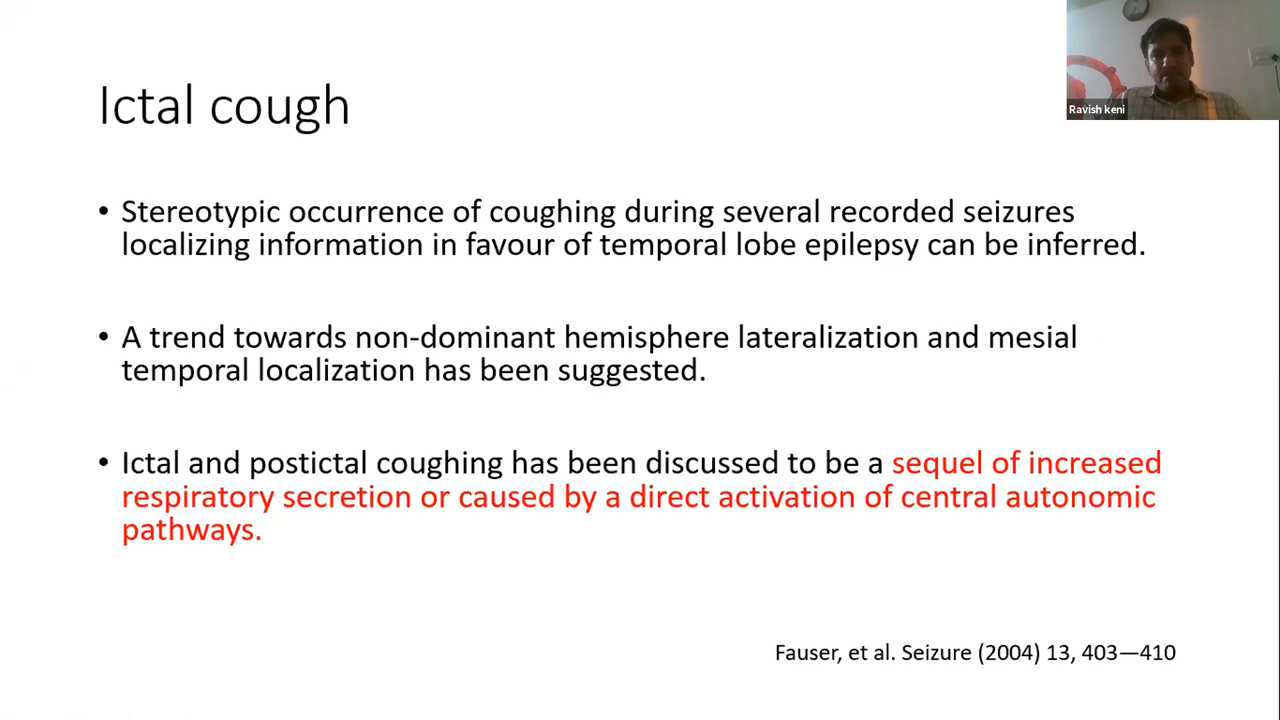 Ictal cough
Ravish keni
• Stereotypic occurrence of coughing during several recorded seizures
localizing information in favour of temporal lobe epilepsy can be inferred.
• A trend towards non-dominant hemisphere lateralization and mesial
temporal localization has been suggested.
• Ictal and postictal coughing has been discussed to be a sequel of increased
respiratory secretion or caused by a direct activation of central autonomic
pathways.
Fauser, et al. Seizure (2004) 13, 403—410